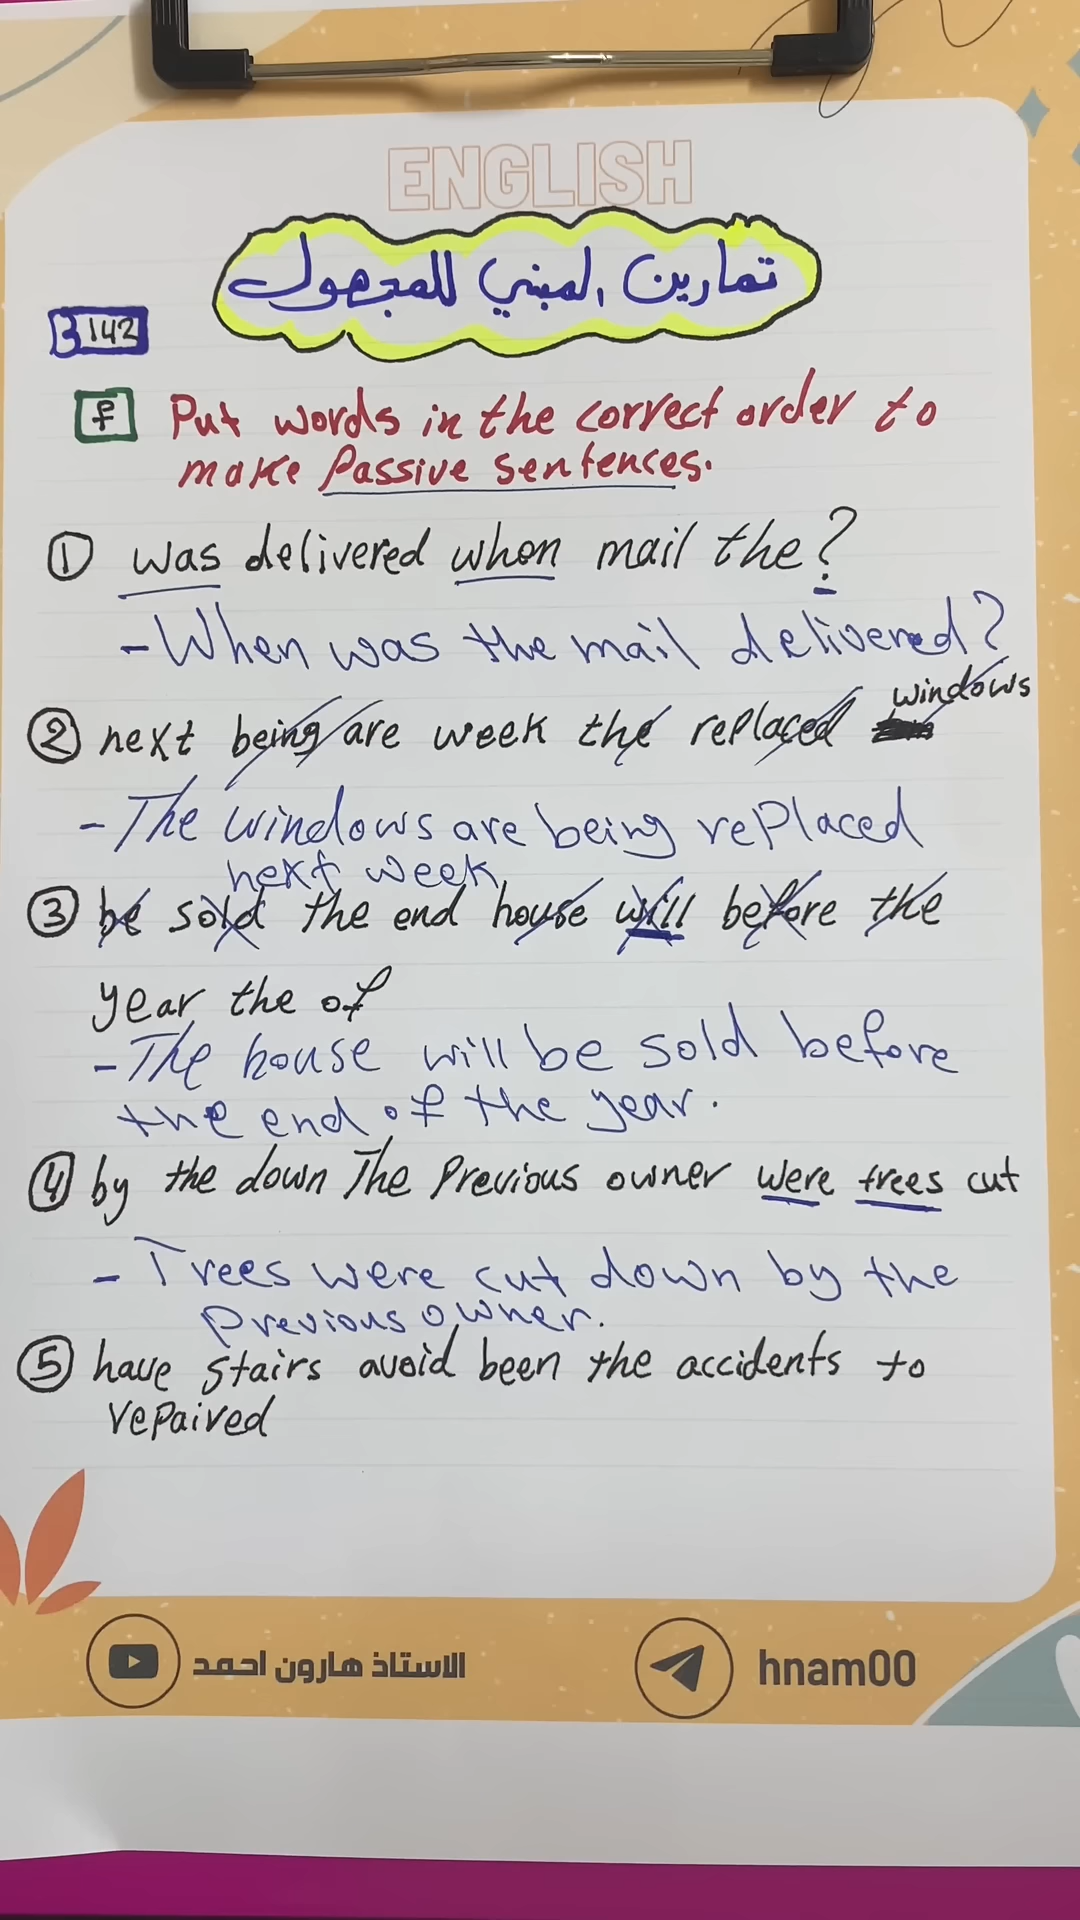 ENGLISH
تمارين المبني للمجهول
B 142
f Put words in the correct order to
make Passive sentences.
① was delivered when mail the?
- When was the mail delivered?
windows
② next being are week the replaced
- The windows are being replaced
next week
③ be sold the end house will before the
year the of
- The house will be sold before
the end of the year.
④ by the down The Previous owner were trees cut
- Trees were cut down by the
Previous owner.
⑤ have stairs avoid been the accidents to
repaired
الاستاذ هارون احمد
hnam00